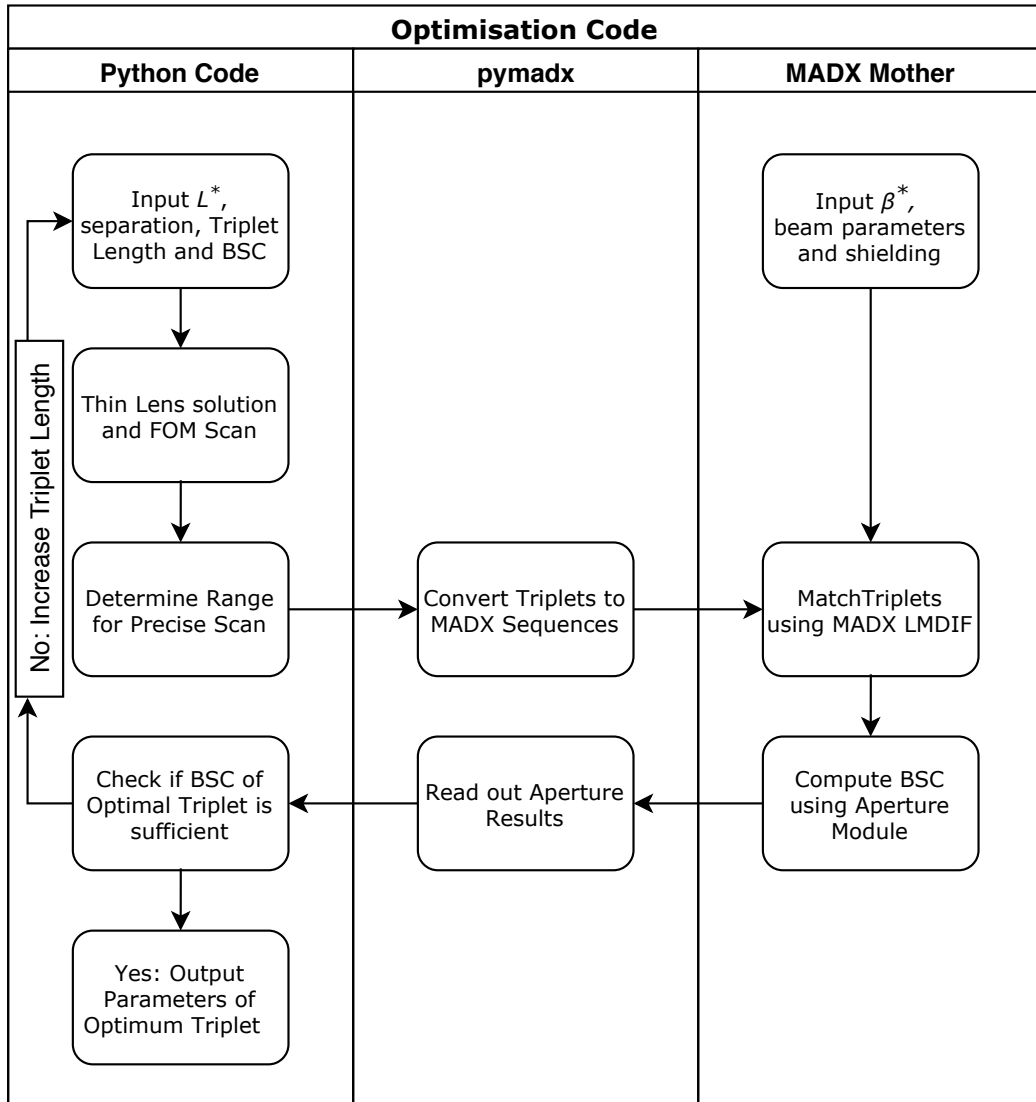 Optimisation Code
Python Code
pymadx
MADX Mother
Input L*,
separation, Triplet
Length and BSC
Input β*,
beam parameters
and shielding
Thin Lens solution
and FOM Scan
No: Increase Triplet Length
Determine Range
for Precise Scan
Convert Triplets to
MADX Sequences
MatchTriplets
using MADX LMDIF
Check if BSC of
Optimal Triplet is
sufficient
Read out Aperture
Results
Compute BSC
using Aperture
Module
Yes: Output
Parameters of
Optimum Triplet